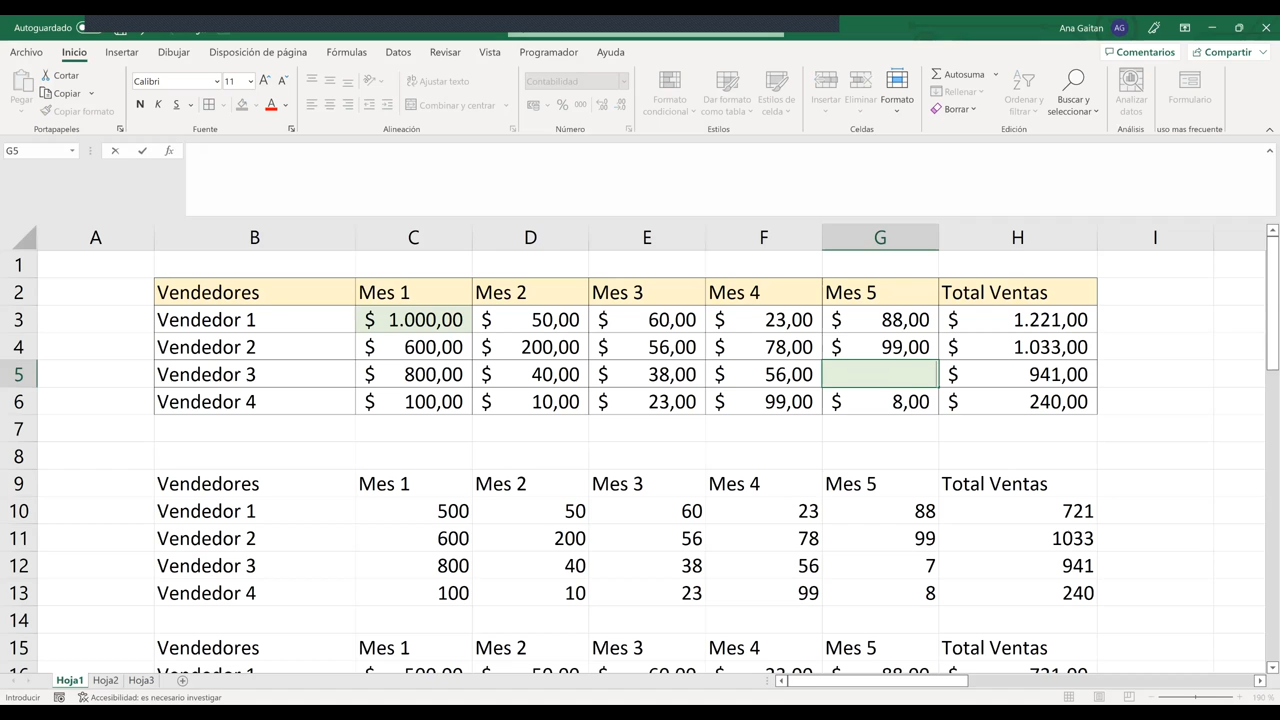 Autoguardado
Ana Gaitan AG
Archivo Inicio Insertar Dibujar Disposición de página Fórmulas Datos Revisar Vista Programador Ayuda Comentarios Compartir
Pegar Cortar Copiar Copiar formato
Calibri 11
N K S A A A
Ajustar texto
Combinar y centrar
Contabilidad
% 000
Formato condicional Dar formato como tabla Estilos de celda
Insertar Eliminar Formato
Autosuma Rellenar Borrar
Ordenar y filtrar Buscar y seleccionar
Analizar datos
Formulario
Portapapeles Fuente Alineación Número Estilos Celdas Edición Análisis uso mas frecuente
G5 fx
A B C D E F G H I
1
2 Vendedores Mes 1 Mes 2 Mes 3 Mes 4 Mes 5 Total Ventas
3 Vendedor 1 $ 1.000,00 $ 50,00 $ 60,00 $ 23,00 $ 88,00 $ 1.221,00
4 Vendedor 2 $ 600,00 $ 200,00 $ 56,00 $ 78,00 $ 99,00 $ 1.033,00
5 Vendedor 3 $ 800,00 $ 40,00 $ 38,00 $ 56,00 $ 941,00
6 Vendedor 4 $ 100,00 $ 10,00 $ 23,00 $ 99,00 $ 8,00 $ 240,00
7
8
9 Vendedores Mes 1 Mes 2 Mes 3 Mes 4 Mes 5 Total Ventas
10 Vendedor 1 500 50 60 23 88 721
11 Vendedor 2 600 200 56 78 99 1033
12 Vendedor 3 800 40 38 56 7 941
13 Vendedor 4 100 10 23 99 8 240
14
15 Vendedores Mes 1 Mes 2 Mes 3 Mes 4 Mes 5 Total Ventas
16 Vendedor 1 $ 500,00 $ 50,00 $ 60,00 $ 23,00 $ 88,00 $ 721,00
Hoja1 Hoja2 Hoja3
Introducir Accesibilidad: es necesario investigar 190 %